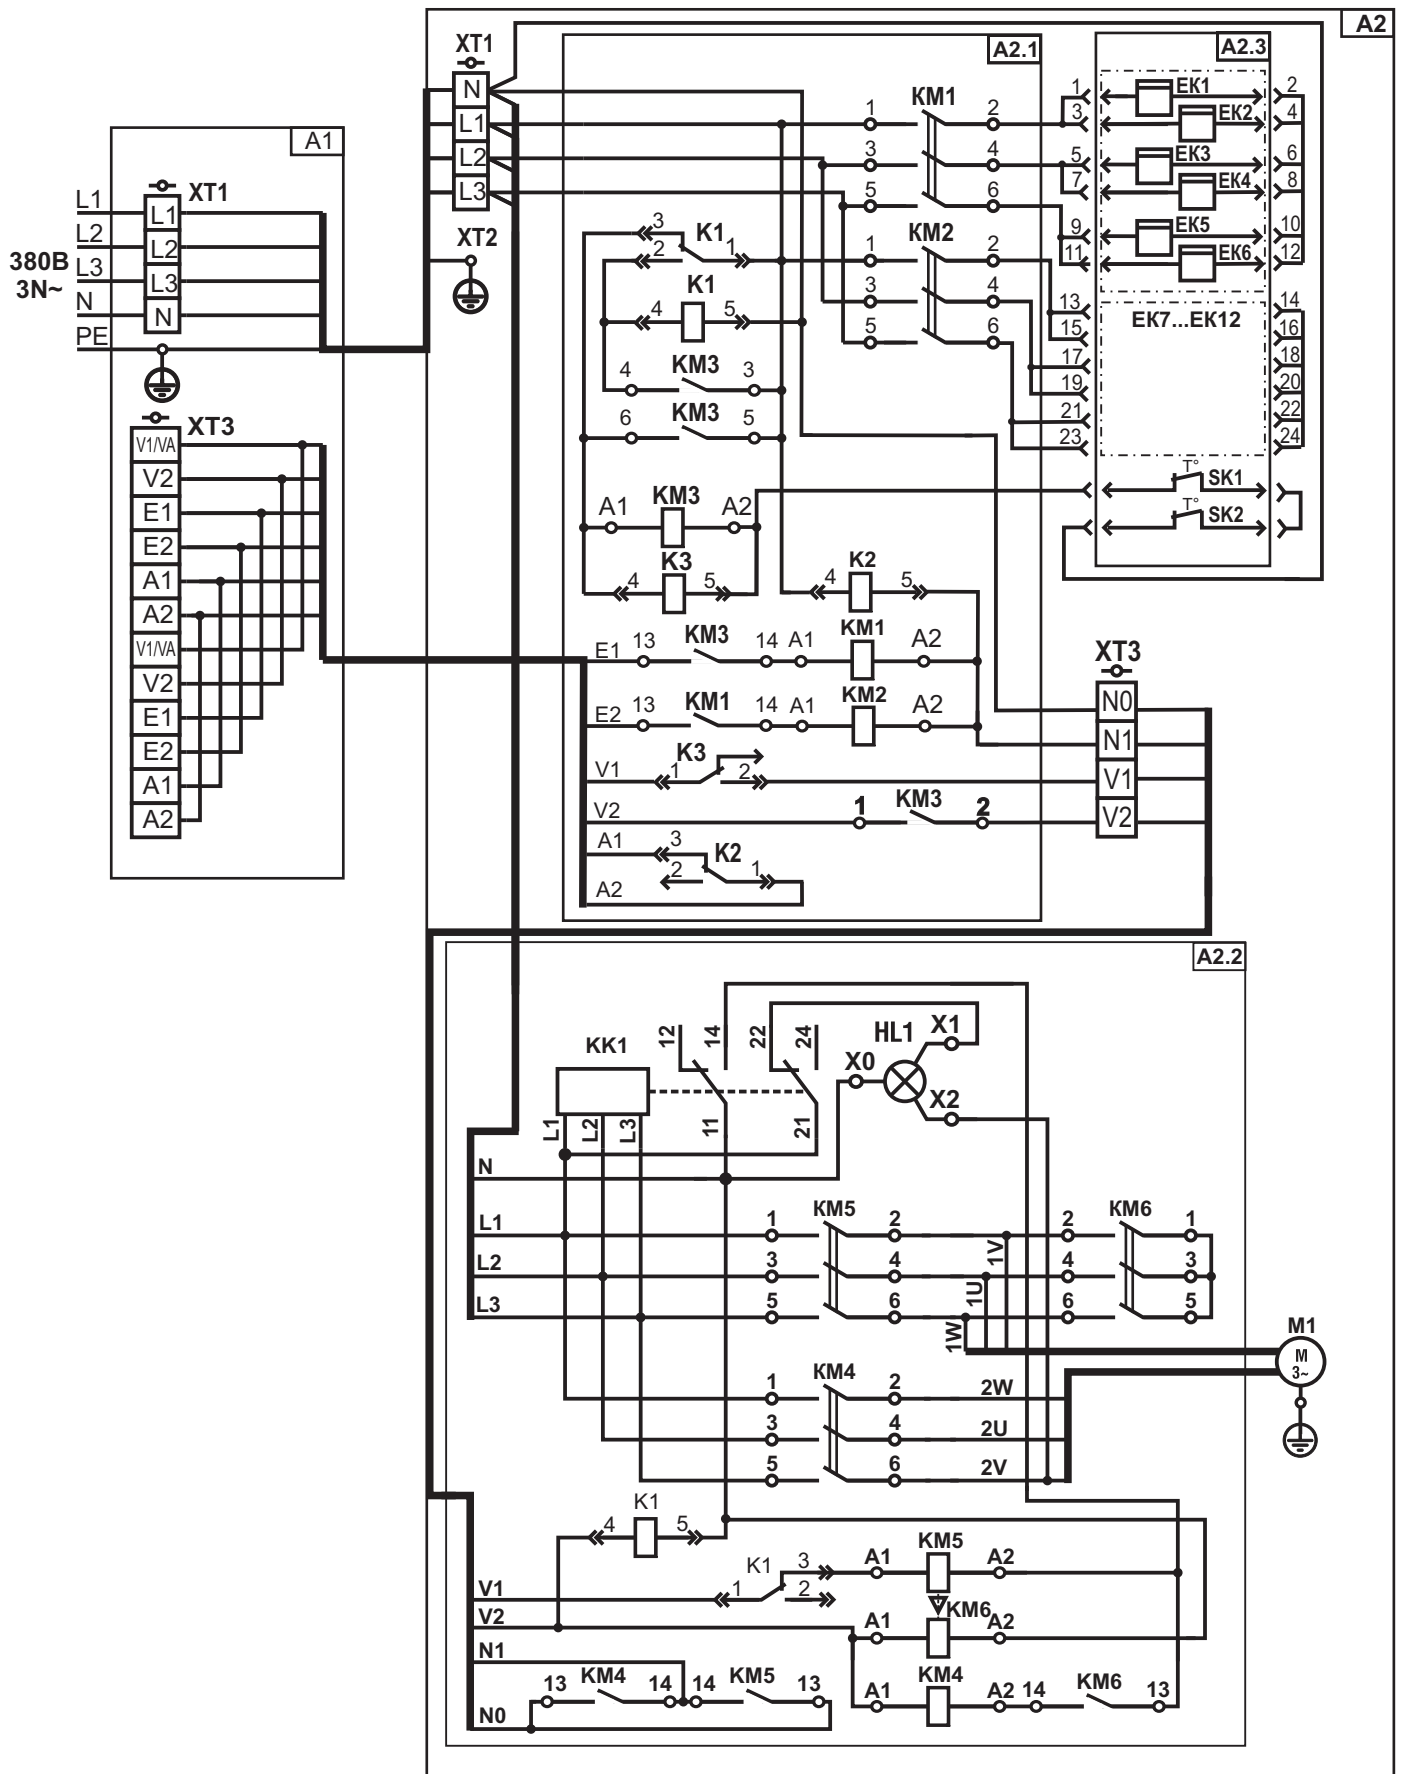 A2
XT1
N
L1
L2
L3
XT2
A1
XT1
L1
L2
L3
N
L1
L2
L3
N
PE
380В
3N~
XT3
V1/VA
V2
E1
E2
A1
A2
V1/VA
V2
E1
E2
A1
A2
A2.1
1 КМ1 2
3 4
5 6
1 КМ2 2
3 4
5 6
3 K1
2 1
K1
4 5
4 KM3 3
6 KM3 5
A1 KM3 A2
K3
4 5
K2
4 5
E1 13 KM3 14 A1 KM1 A2
E2 13 KM1 14 A1 KM2 A2
V1 1 K3 2
V2 1 KM3 2
A1 3 K2
2 1
A2
A2.3
1 EK1 2
3 EK2 4
5 EK3 6
7 EK4 8
9 EK5 10
11 EK6 12
13 14
EK7...EK12
15 16
17 18
19 20
21 22
23 24
T° SK1
T° SK2
XT3
N0
N1
V1
V2
A2.2
KK1
12 14 22 24
HL1 X1
X0
X2
L1 L2 L3 11 21
N
L1 1 КМ5 2 1V 2 КМ6 1
L2 3 4 1U 4 3
L3 5 6 1W 6 5
M1
M
3~
1 КМ4 2 2W
3 4 2U
5 6 2V
K1
4 5
V1 1 K1 3
2
A1 KM5 A2
V2
A1 KM6 A2
N1
13 KM4 14 14 KM5 13
A1 KM4 A2 14 KM6 13
N0